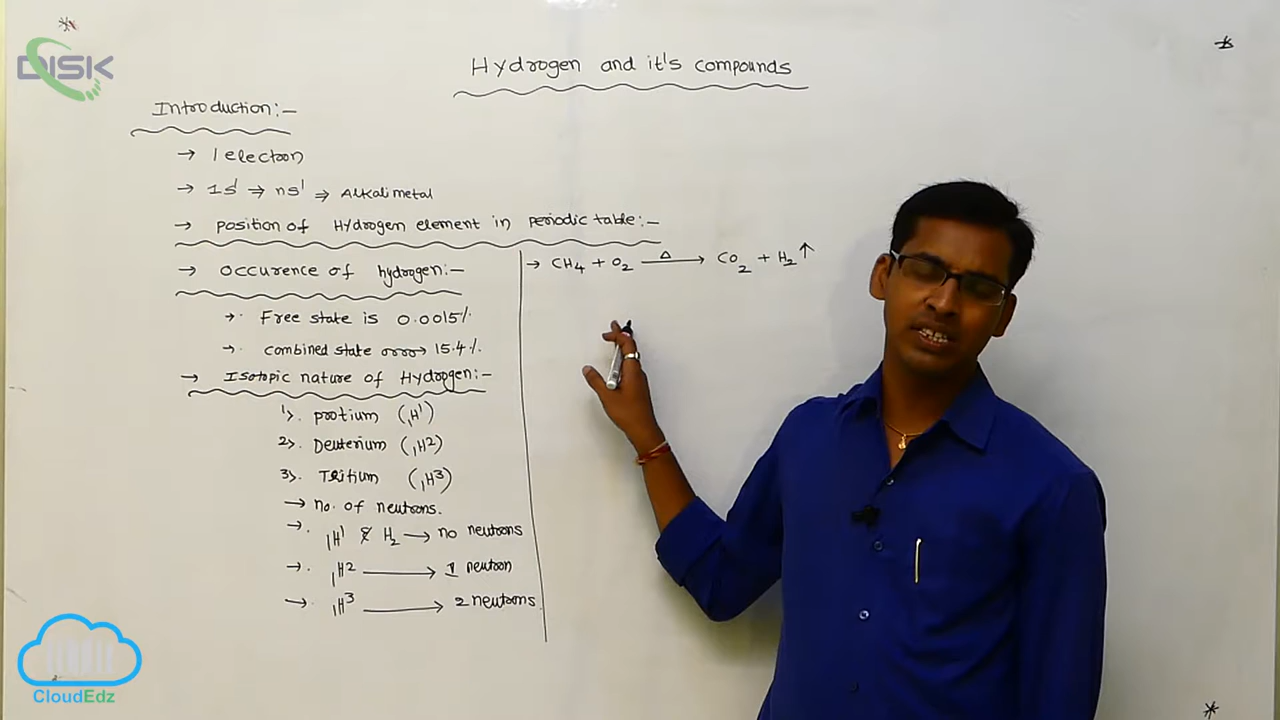 DISK
Hydrogen and it's compounds
Introduction:-
→ 1 electron
→ 1s¹ ⇒ ns¹ ⇒ Alkali metal
→ position of Hydrogen element in periodic table:-
→ occurence of hydrogen:-
→ Free state is 0.0015%
→ combined state → 15.4%
→ Isotopic nature of Hydrogen:-
1>. protium (₁H¹)
2>. Deuterium (₁H²)
3>. Tritium (₁H³)
→ no. of neutrons.
→ ₁H¹ & H₂ → no neutrons
→ ₁H² → 1 neutron
→ ₁H³ → 2 neutrons.
→ CH₄ + O₂ —Δ→ CO₂ + H₂ ↑
CloudEdz